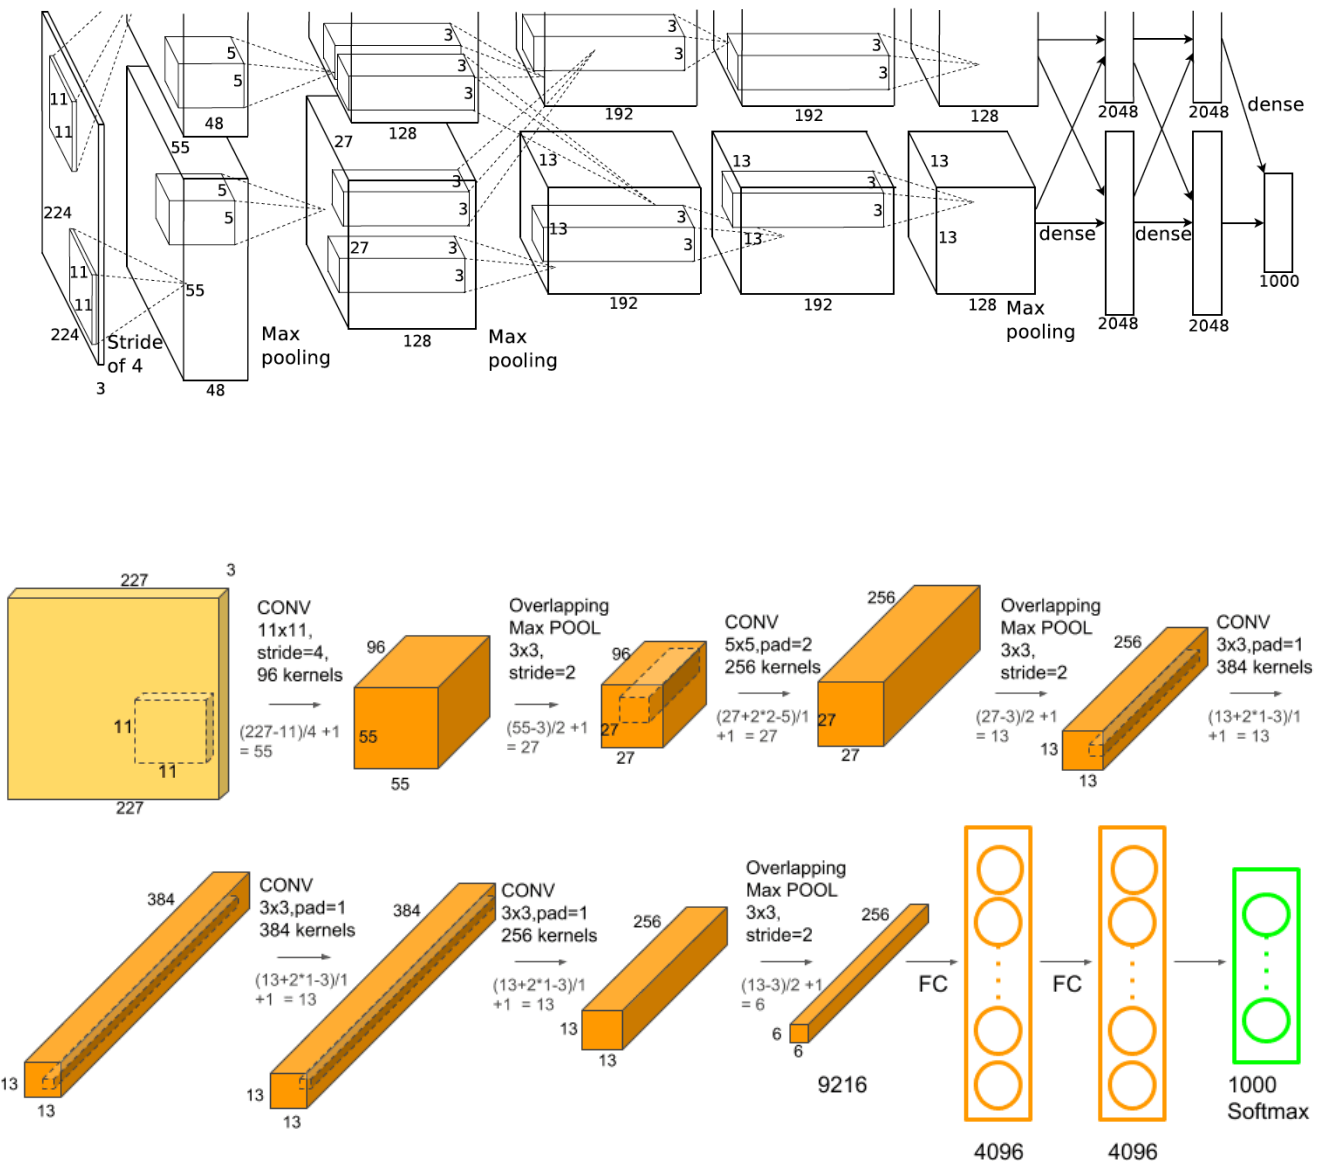 5
3
3
3
11
5
3
3
3
3
3
11
48
128
192
192
128
2048
2048
dense
55
27
13
13
13
5
3
3
3
5
3
3
3
224
13
13
13
dense
dense
27
3
11
3
11
55
192
192
128
1000
224
Stride
of 4
Max
pooling
128
Max
pooling
Max
pooling
2048
2048
3
48
227
3
11
11
227
CONV
11x11,
stride=4,
96 kernels
(227-11)/4 +1
= 55
96
55
55
Overlapping
Max POOL
3x3,
stride=2
(55-3)/2 +1
= 27
96
27
27
CONV
5x5,pad=2
256 kernels
(27+2*2-5)/1
+1 = 27
256
27
27
Overlapping
Max POOL
3x3,
stride=2
(27-3)/2 +1
= 13
256
13
13
CONV
3x3,pad=1
384 kernels
(13+2*1-3)/1
+1 = 13
384
13
13
CONV
3x3,pad=1
384 kernels
(13+2*1-3)/1
+1 = 13
384
13
13
CONV
3x3,pad=1
256 kernels
(13+2*1-3)/1
+1 = 13
256
13
13
Overlapping
Max POOL
3x3,
stride=2
(13-3)/2 +1
= 6
256
6
6
9216
FC
4096
FC
4096
1000
Softmax